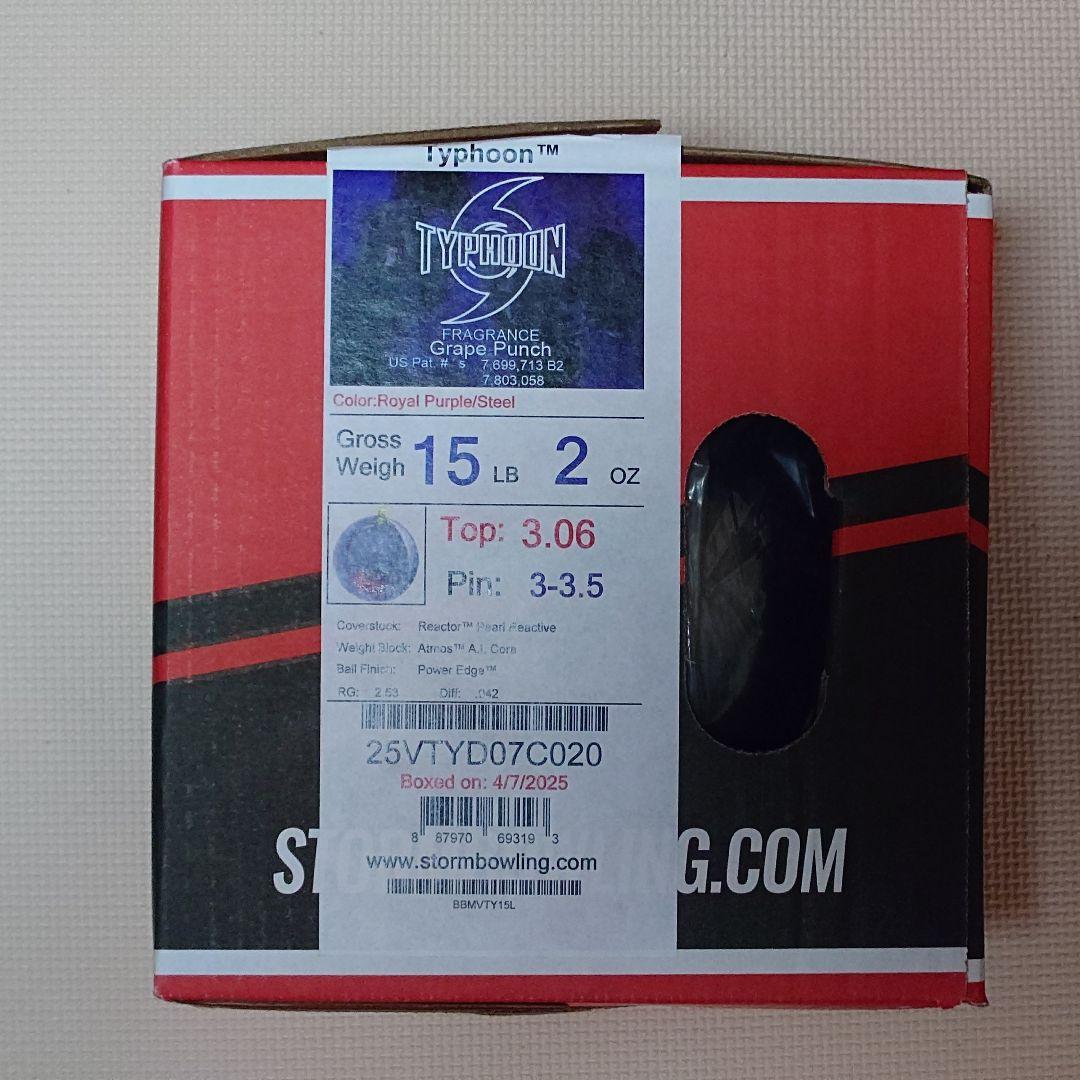 Typhoon™
TYPHOON
FRAGRANCE
Grape Punch
US Pat. # s 7,699,713 B2
7,803,058
Color:Royal Purple/Steel
Gross
Weigh 15 LB 2 OZ
Top: 3.06
Pin: 3-3.5
Coverstock: Reactor™ Pearl Reactive
Weight Block: Atmos™ A.I. Core
Ball Finish: Power Edge™
RG: 2.53 Diff: .042
25VTYD07C020
Boxed on: 4/7/2025
8 87970 69319 3
STORMBOWLING.COM
www.stormbowling.com
BBMVTY15L